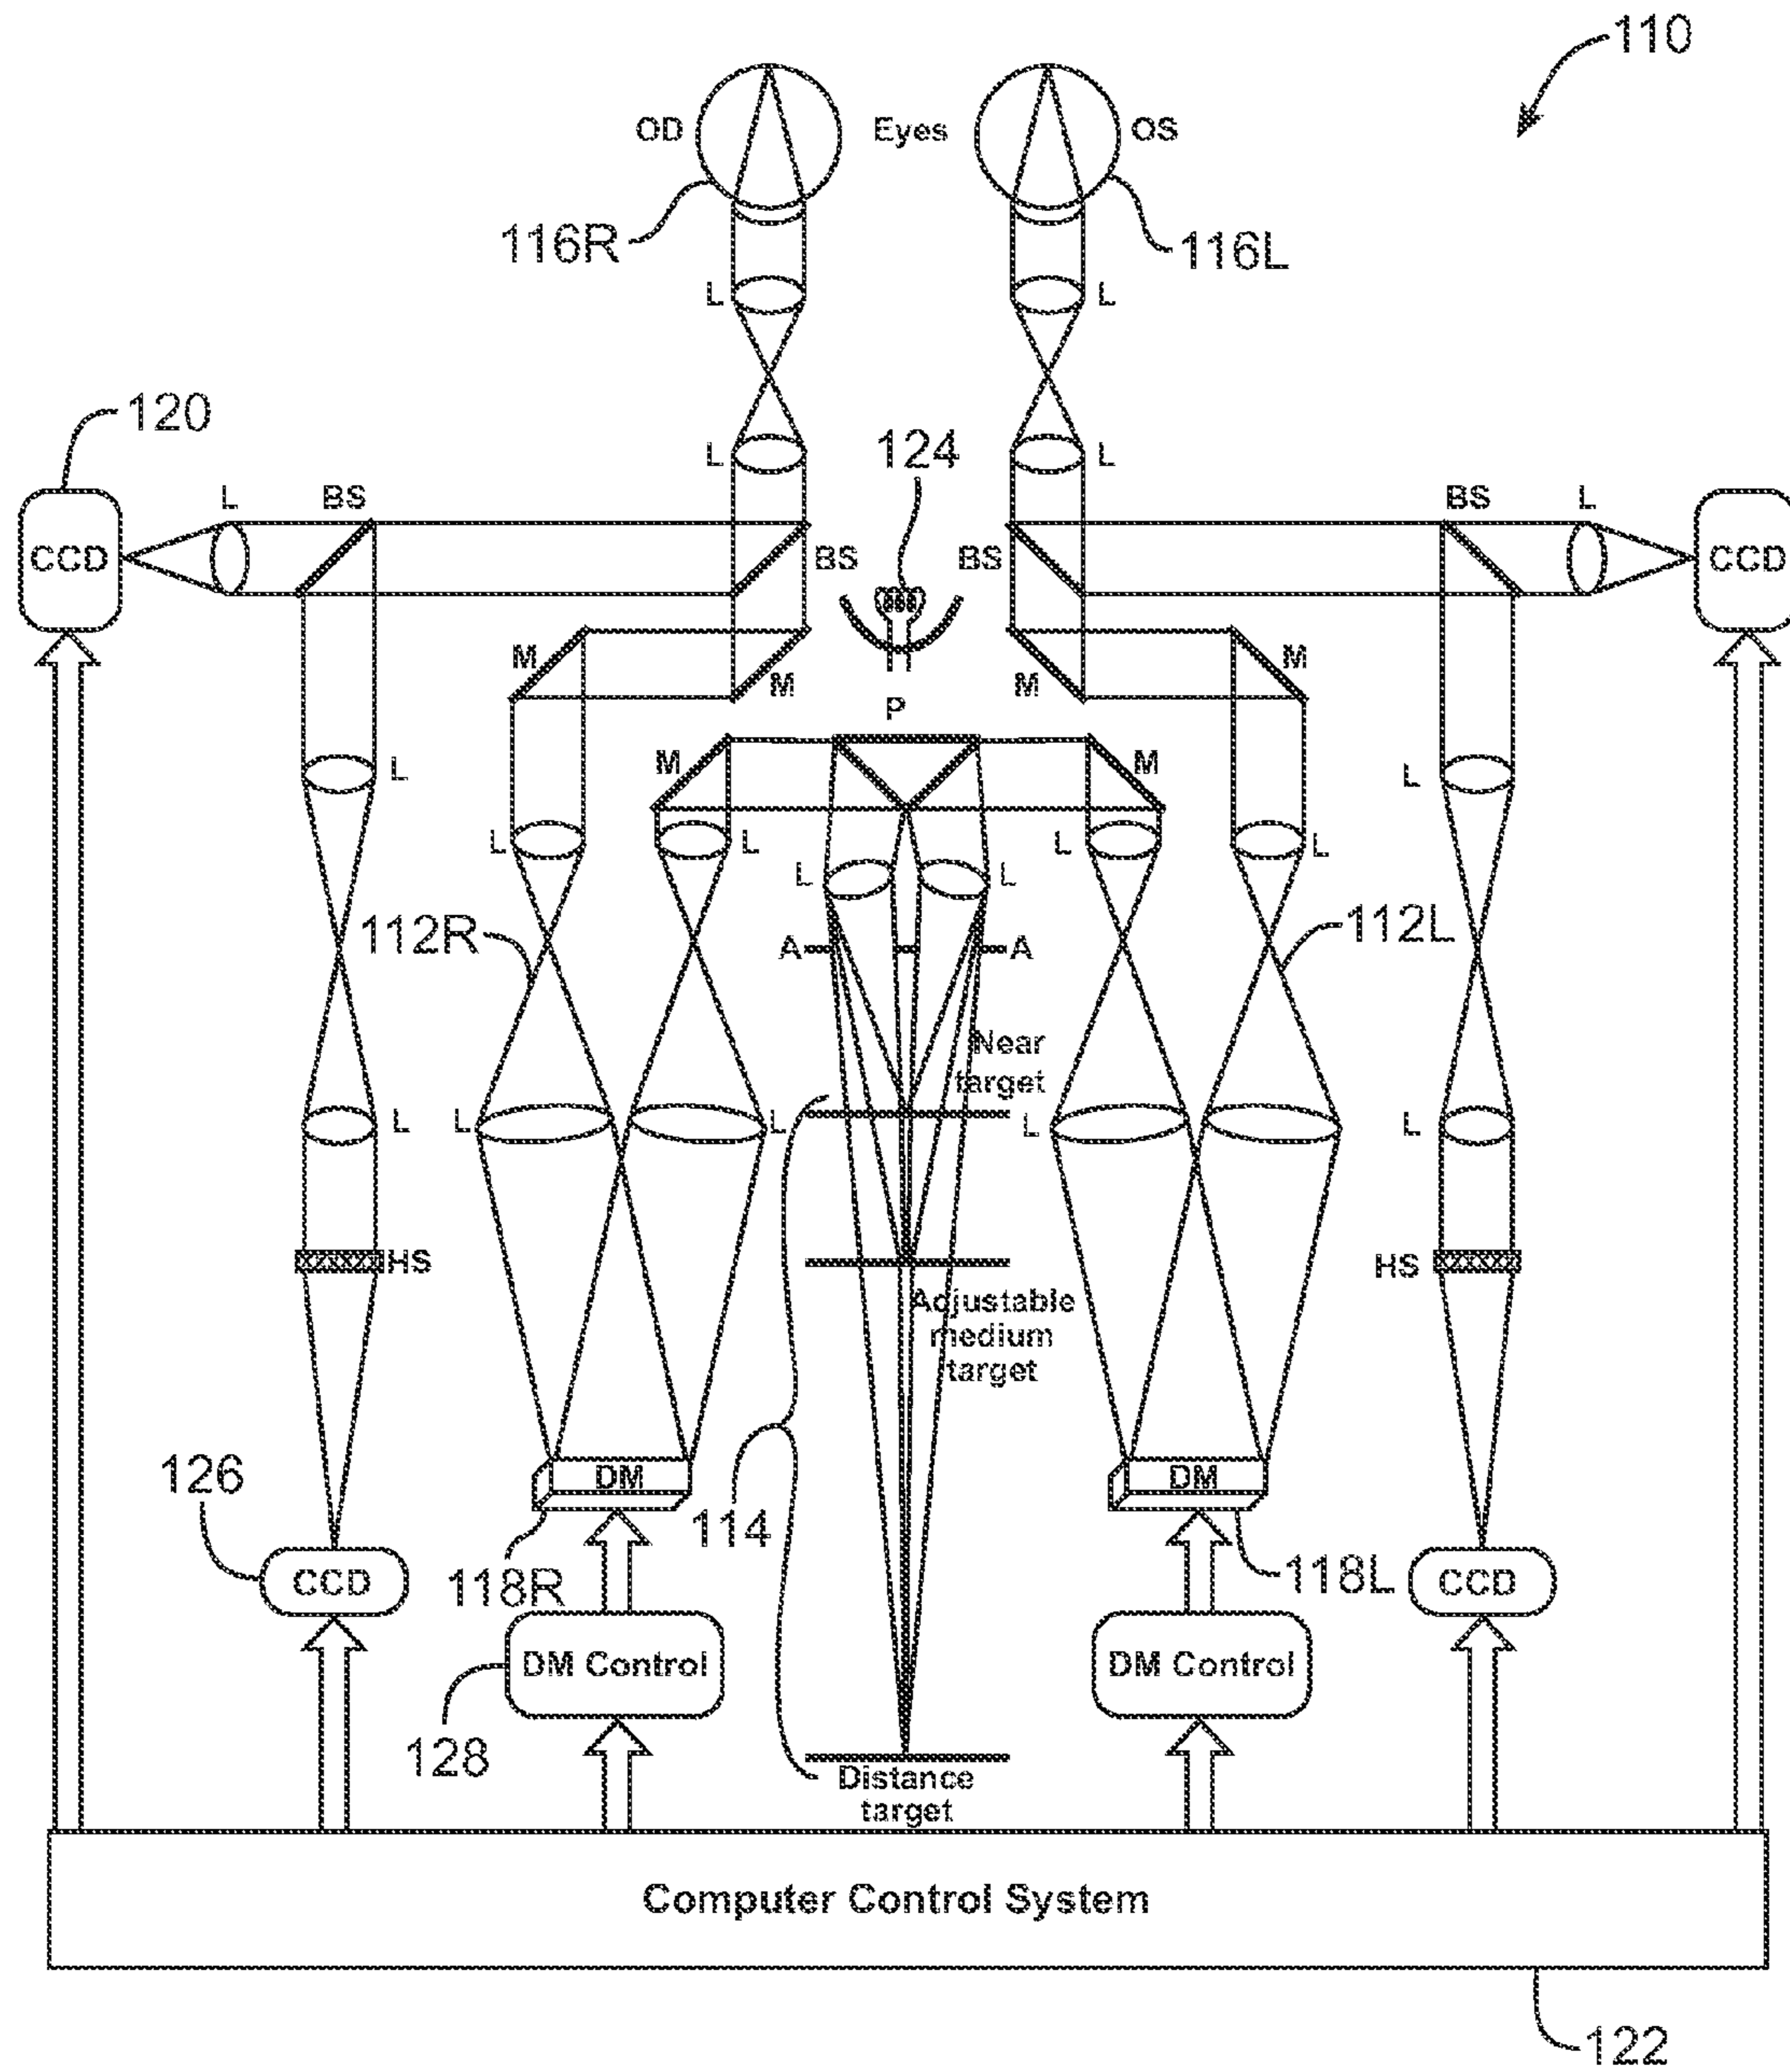 110
OD Eyes OS
116R 116L
L L
120
L L
124
L BS BS L
CCD BS BS CCD
M M M M
P
M M
L L
L L L L
L L
112R 112L
A A
Near
target
L L L L L
HS HS
Adjustable
medium
target
126 DM DM
114
118R 118L
CCD CCD
DM Control DM Control
128
Distance
target
Computer Control System
122